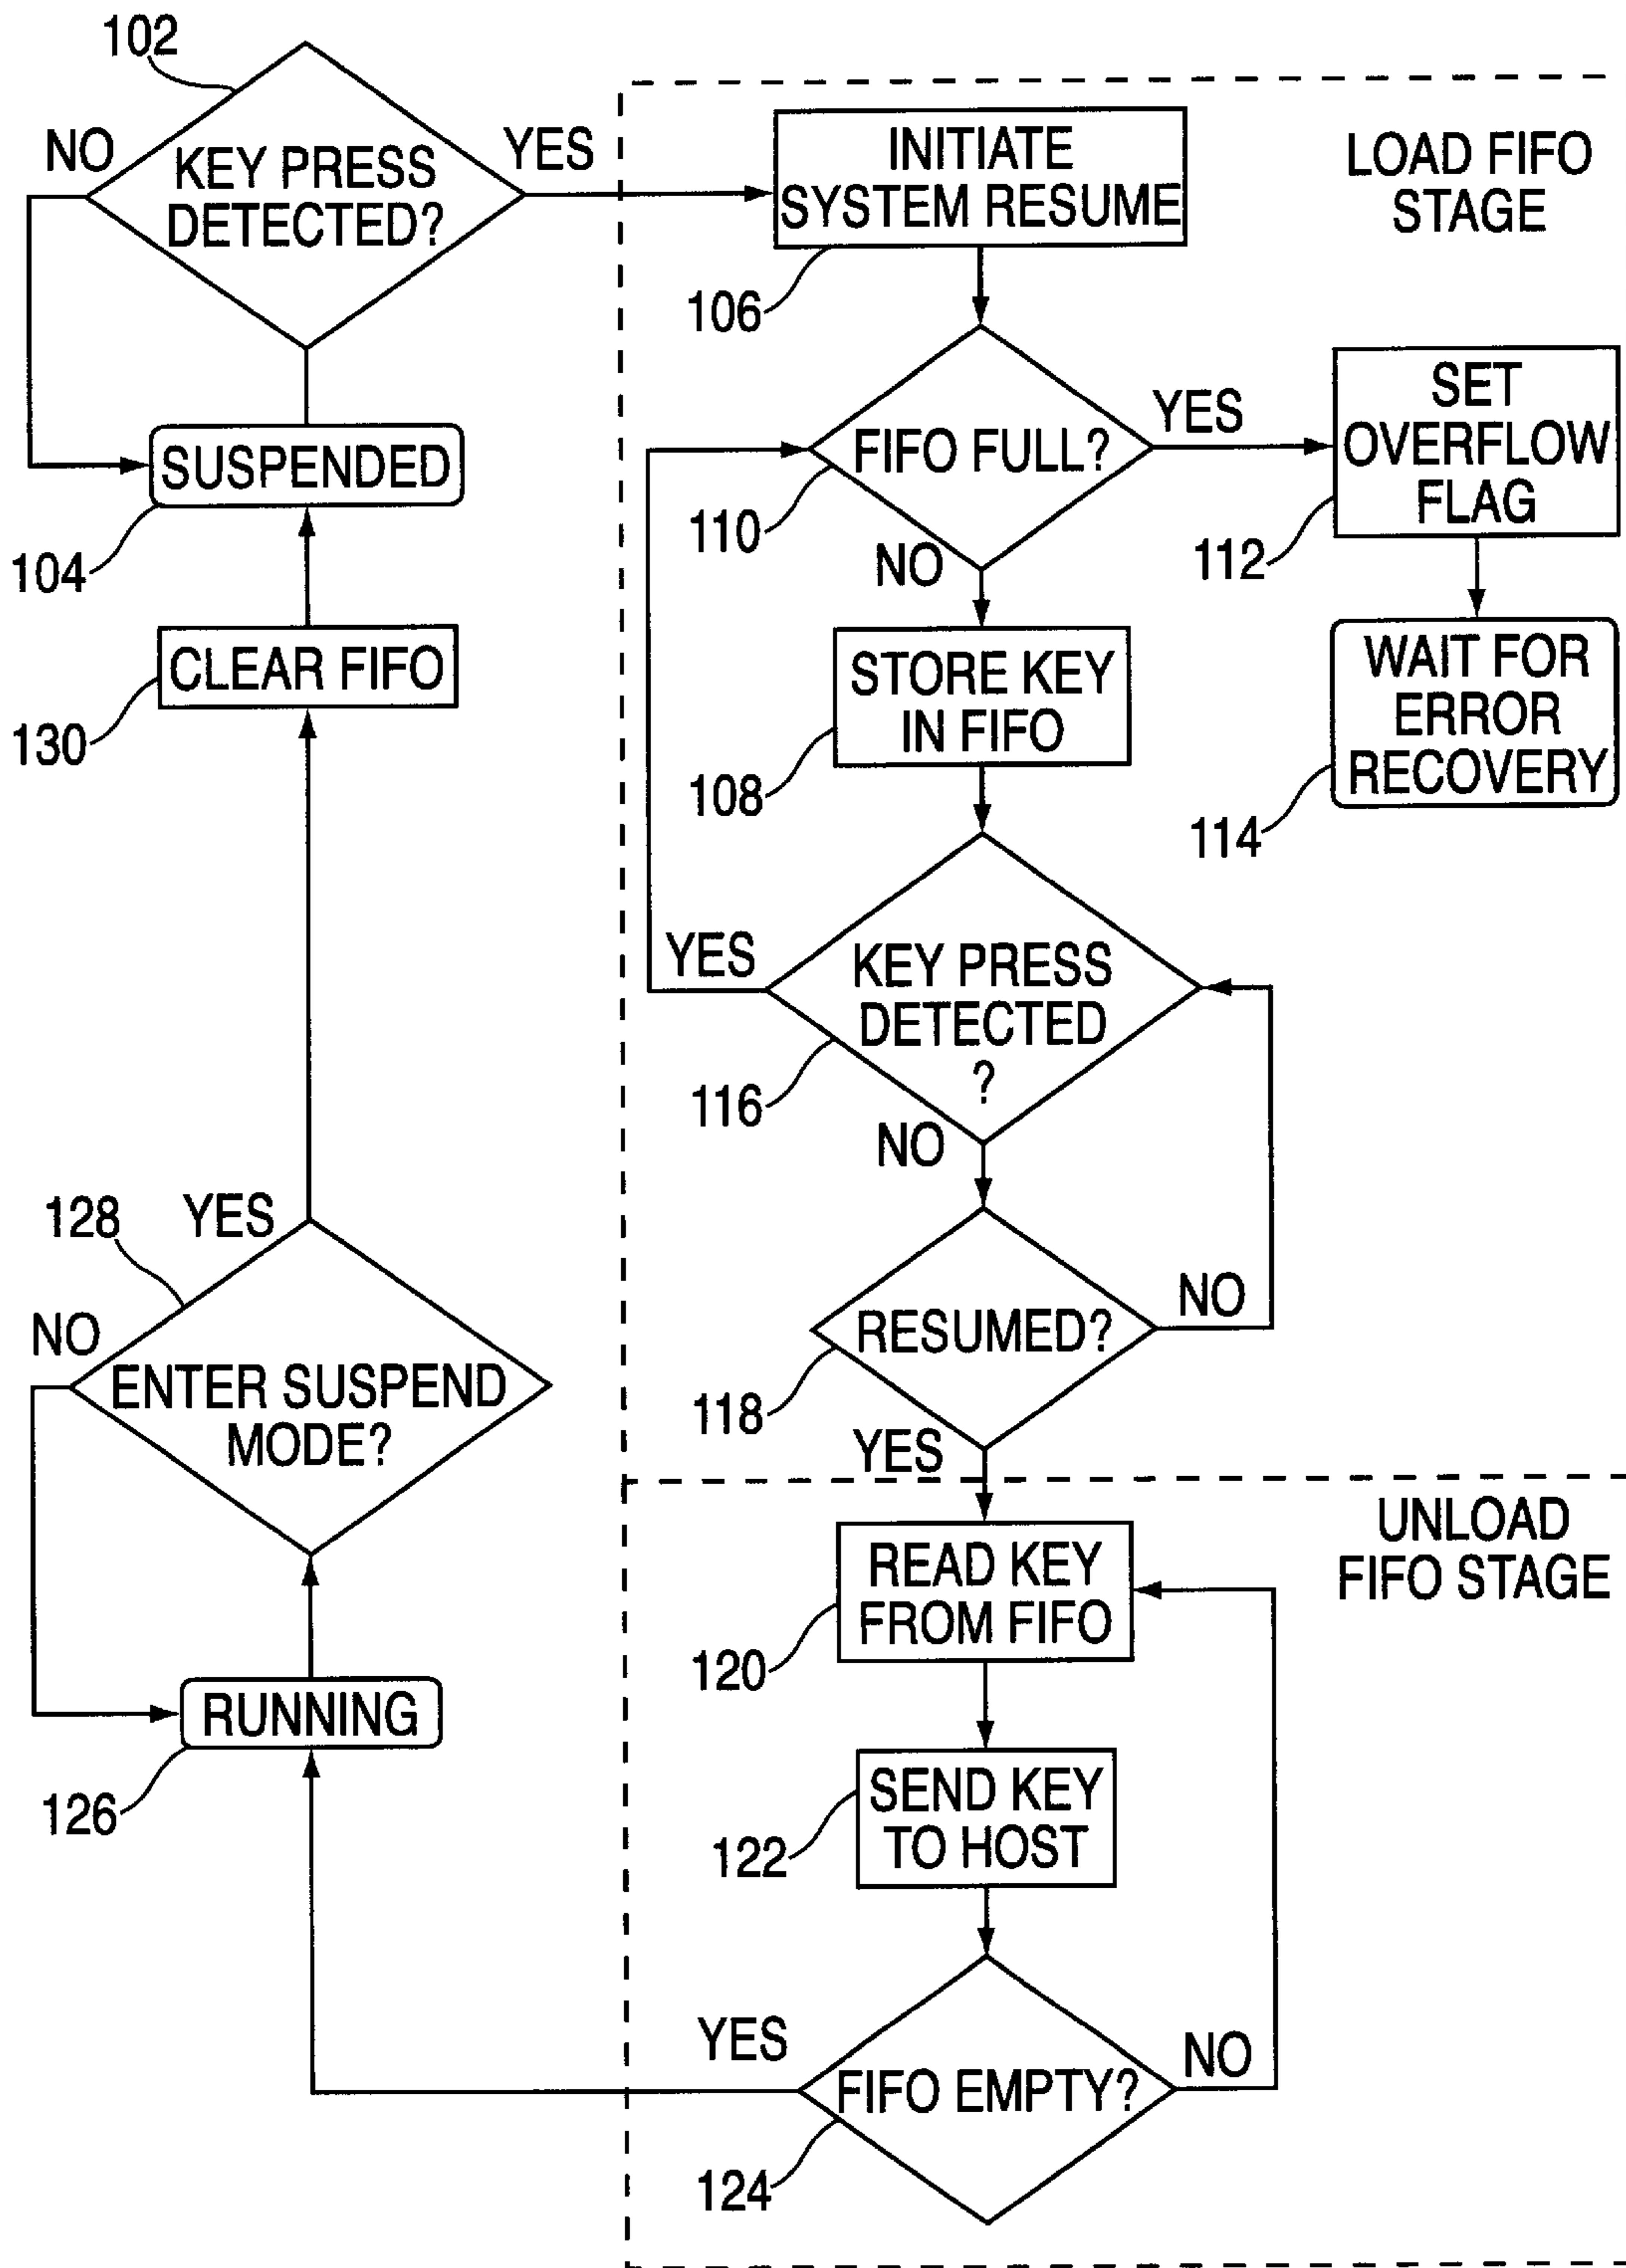 102
NO
KEY PRESS
DETECTED?
YES
SUSPENDED
104
CLEAR FIFO
130
128
YES
NO
ENTER SUSPEND
MODE?
RUNNING
126
LOAD FIFO
STAGE
INITIATE
SYSTEM RESUME
106
FIFO FULL?
YES
110
NO
SET
OVERFLOW
FLAG
112
WAIT FOR
ERROR
RECOVERY
114
STORE KEY
IN FIFO
108
YES
KEY PRESS
DETECTED
?
116
NO
RESUMED?
NO
118
YES
UNLOAD
FIFO STAGE
READ KEY
FROM FIFO
120
SEND KEY
TO HOST
122
YES
FIFO EMPTY?
NO
124